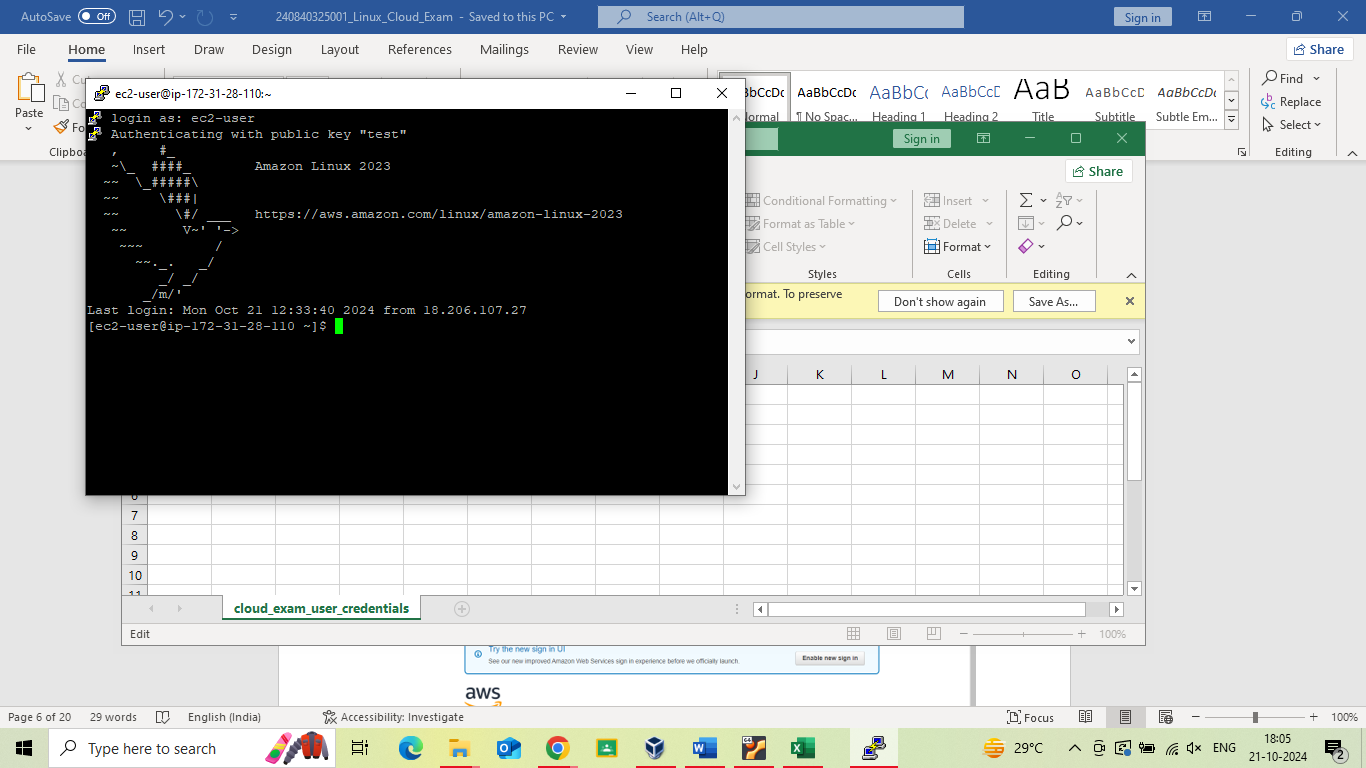 AutoSave Off 240840325001_Linux_Cloud_Exam - Saved to this PC Search (Alt+Q) Sign in
File Home Insert Draw Design Layout References Mailings Review View Help Share
Paste
Clipbo
BbCcDc AaBbCcDc AaBbC( AaBbCcC AaB AaBbCcD AaBbCcDc
Normal ¶ No Spac... Heading 1 Heading 2 Title Subtitle Subtle Em...
Find
Replace
Select
Editing
ec2-user@ip-172-31-28-110:~
login as: ec2-user
Authenticating with public key "test"
   ,     #_
   ~\_  ####_        Amazon Linux 2023
  ~~  \_#####\
  ~~     \###|
  ~~       \#/ ___   https://aws.amazon.com/linux/amazon-linux-2023
   ~~       V~' '->
    ~~~         /
      ~~._.   _/
         _/ _/
       _/m/'
Last login: Mon Oct 21 12:33:40 2024 from 18.206.107.27
[ec2-user@ip-172-31-28-110 ~]$
Sign in
Share
Conditional Formatting
Format as Table
Cell Styles
Styles
Insert
Delete
Format
Cells
Editing
ormat. To preserve Don't show again Save As...
J K L M N O
6
7
8
9
10
11
cloud_exam_user_credentials
Edit 100%
Try the new sign in UI
See our new improved Amazon Web Services sign in experience before we officially launch. Enable new sign in
aws
Page 6 of 20 29 words English (India) Accessibility: Investigate Focus 100%
Type here to search 29°C ENG 18:05
21-10-2024
2